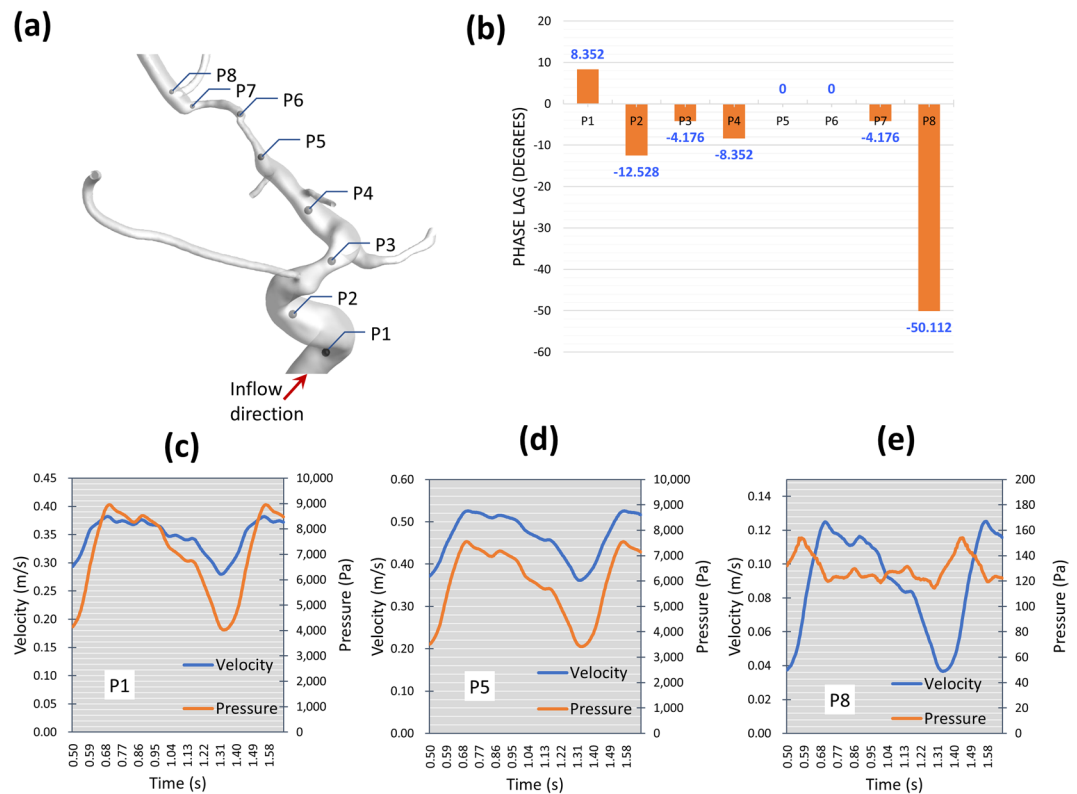 (a)
P8
P7
P6
P5
P4
P3
P2
P1
Inflow
direction
(b)
PHASE LAG (DEGREES)
20
10
0
-10
-20
-30
-40
-50
-60
8.352
0
0
P1
P2
P3
P4
P5
P6
P7
P8
-4.176
-8.352
-4.176
-12.528
-50.112
(c)
Velocity (m/s)
0.45
0.40
0.35
0.30
0.25
0.20
0.15
0.10
0.05
0.00
10,000
9,000
8,000
7,000
6,000
5,000
4,000
3,000
2,000
1,000
0
Pressure (Pa)
Velocity
P1
Pressure
0.50
0.59
0.68
0.77
0.86
0.95
1.04
1.13
1.22
1.31
1.40
1.49
1.58
Time (s)
(d)
Velocity (m/s)
0.60
0.50
0.40
0.30
0.20
0.10
0.00
10,000
9,000
8,000
7,000
6,000
5,000
4,000
3,000
2,000
1,000
0
Pressure (Pa)
Velocity
P5
Pressure
0.50
0.59
0.68
0.77
0.86
0.95
1.04
1.13
1.22
1.31
1.40
1.49
1.58
Time (s)
(e)
Velocity (m/s)
0.14
0.12
0.10
0.08
0.06
0.04
0.02
0.00
200
180
160
140
120
100
80
60
40
20
0
Pressure (Pa)
Velocity
P8
Pressure
0.50
0.59
0.68
0.77
0.86
0.95
1.04
1.13
1.22
1.31
1.40
1.49
1.58
Time (s)